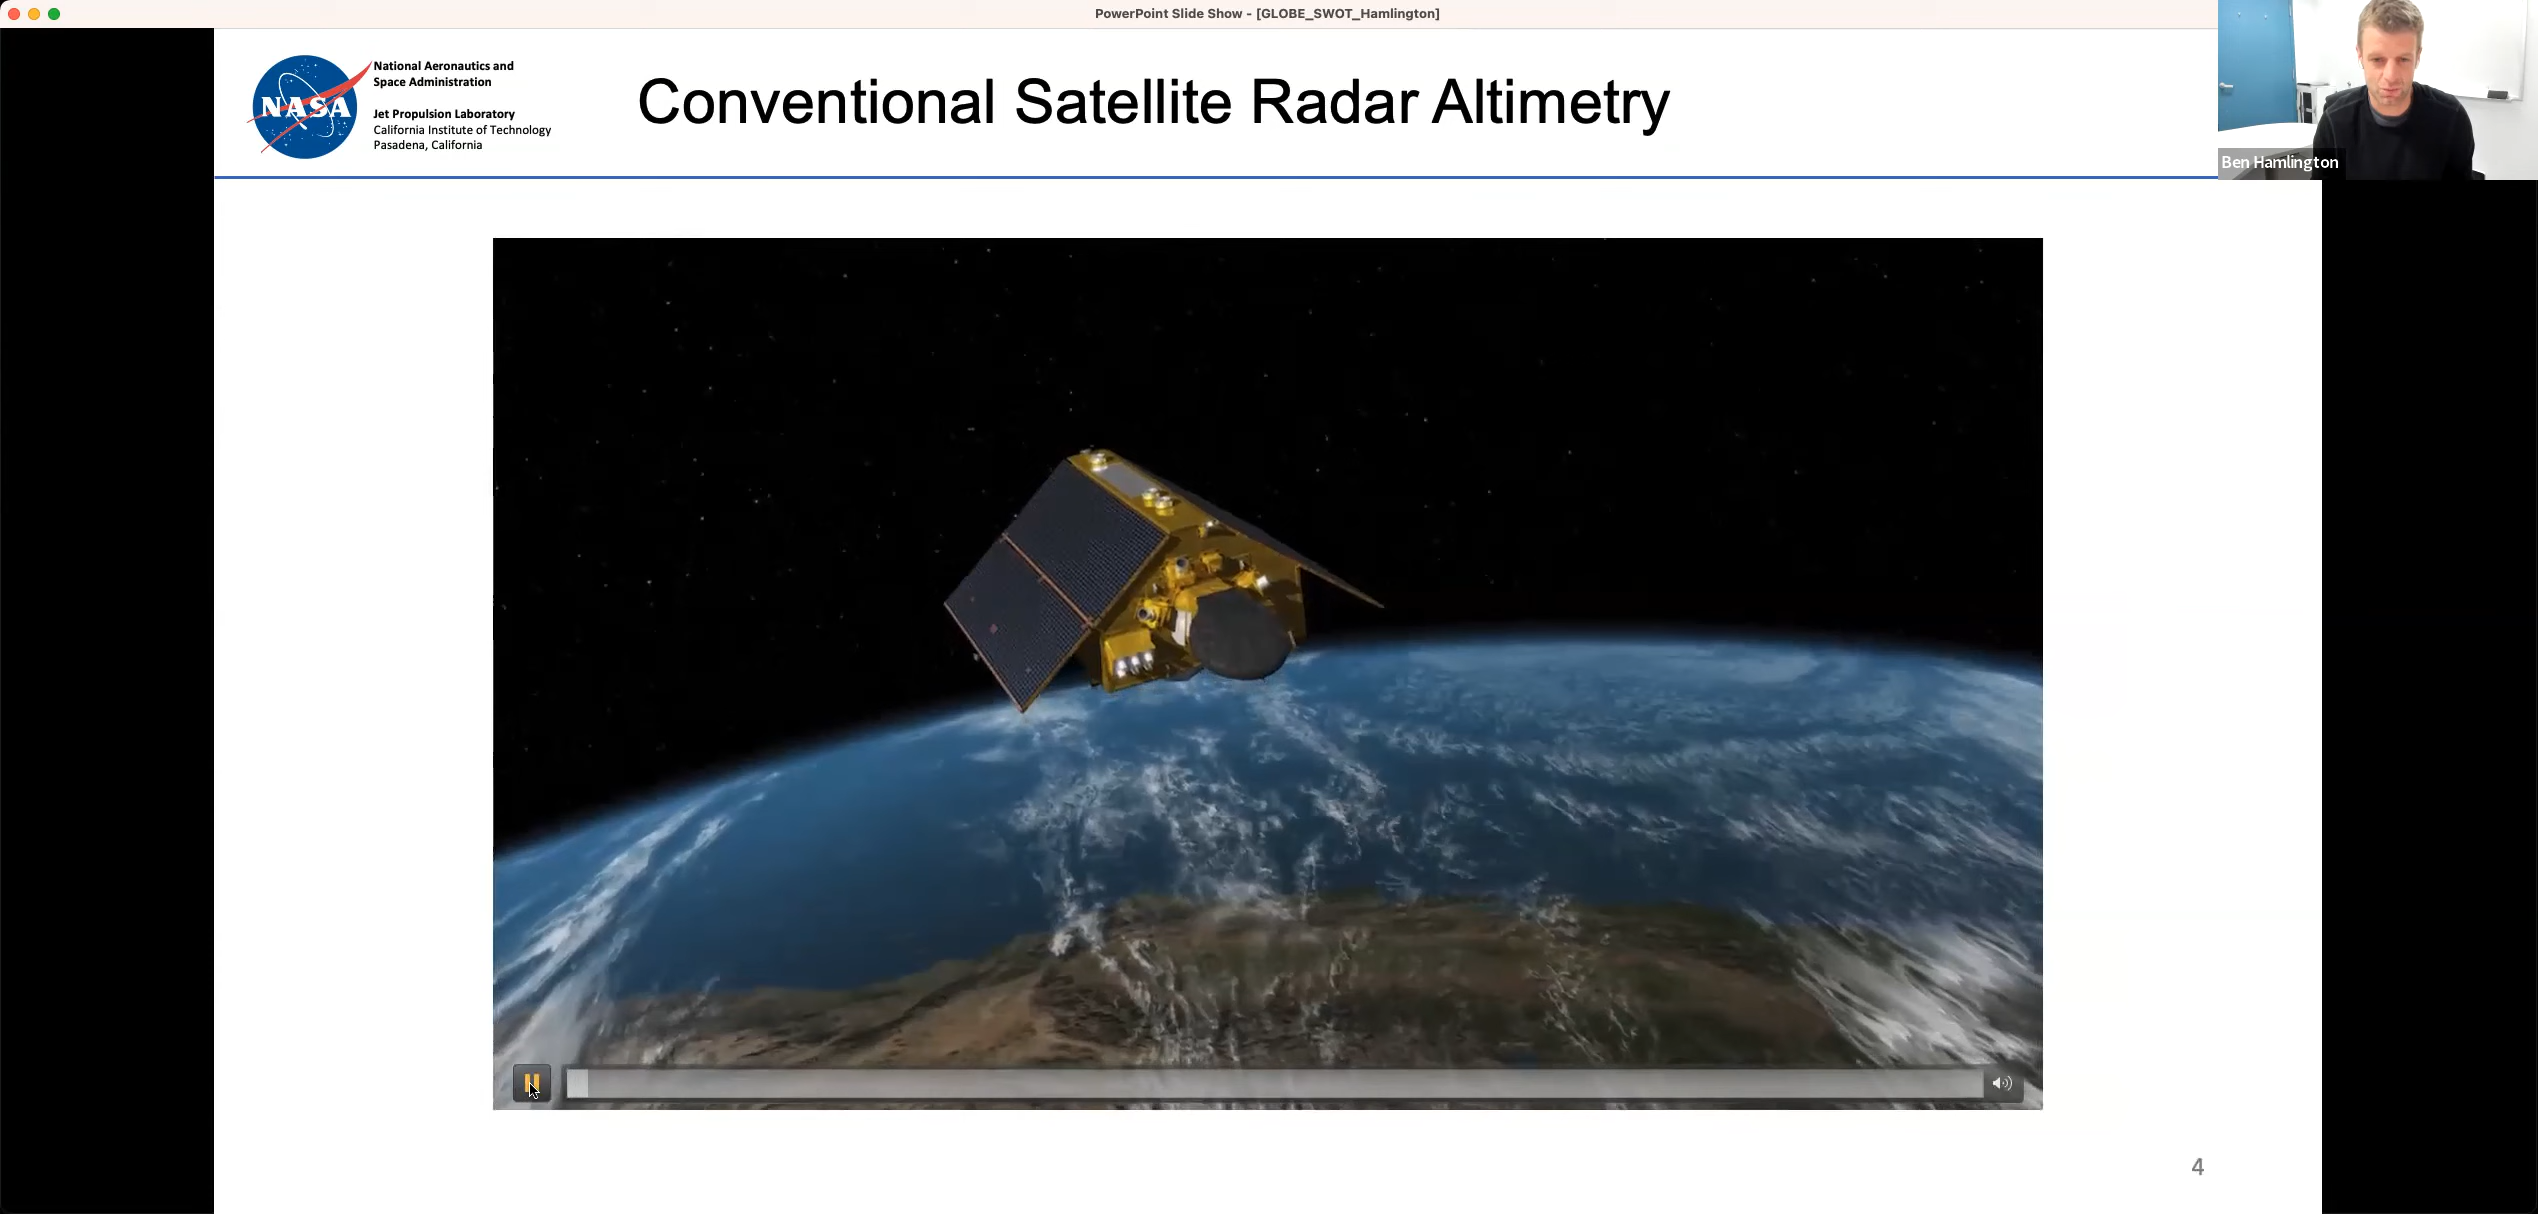 PowerPoint Slide Show - [GLOBE_SWOT_Hamlington]
National Aeronautics and
Space Administration
NASA
Jet Propulsion Laboratory
California Institute of Technology
Pasadena, California
Conventional Satellite Radar Altimetry
Ben Hamlington
4